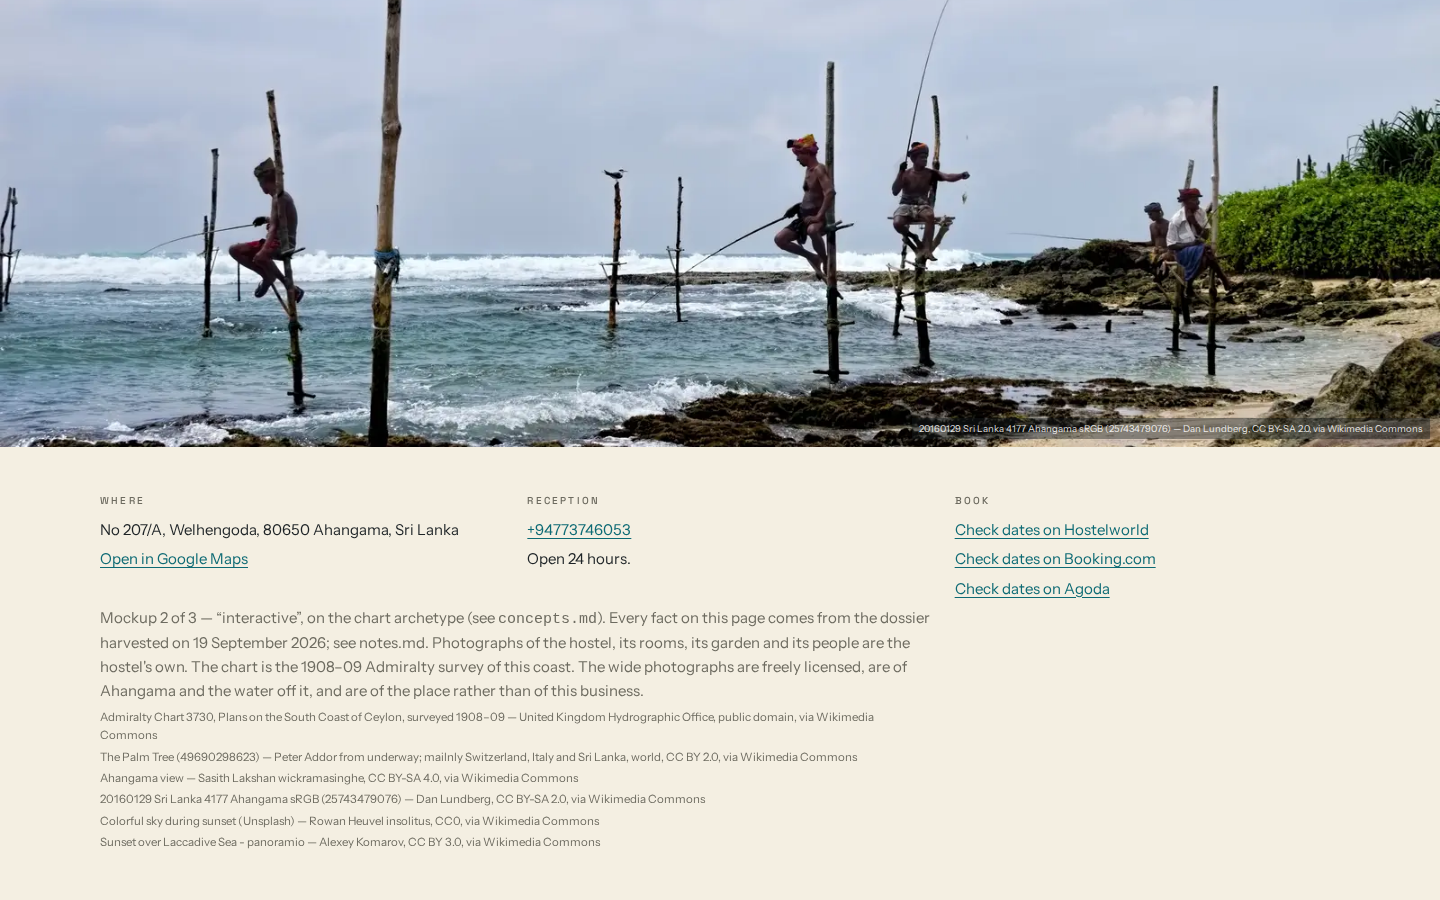 20160129 Sri Lanka 4177 Ahangama sRGB (25743479076) — Dan Lundberg, CC BY-SA 2.0, via Wikimedia Commons
WHERE
No 207/A, Welhengoda, 80650 Ahangama, Sri Lanka
Open in Google Maps
RECEPTION
+94773746053
Open 24 hours.
BOOK
Check dates on Hostelworld
Check dates on Booking.com
Check dates on Agoda
Mockup 2 of 3 — “interactive”, on the chart archetype (see concepts.md). Every fact on this page comes from the dossier
harvested on 19 September 2026; see notes.md. Photographs of the hostel, its rooms, its garden and its people are the
hostel's own. The chart is the 1908–09 Admiralty survey of this coast. The wide photographs are freely licensed, are of
Ahangama and the water off it, and are of the place rather than of this business.
Admiralty Chart 3730, Plans on the South Coast of Ceylon, surveyed 1908–09 — United Kingdom Hydrographic Office, public domain, via Wikimedia
Commons
The Palm Tree (49690298623) — Peter Addor from underway; mailnly Switzerland, Italy and Sri Lanka, world, CC BY 2.0, via Wikimedia Commons
Ahangama view — Sasith Lakshan wickramasinghe, CC BY-SA 4.0, via Wikimedia Commons
20160129 Sri Lanka 4177 Ahangama sRGB (25743479076) — Dan Lundberg, CC BY-SA 2.0, via Wikimedia Commons
Colorful sky during sunset (Unsplash) — Rowan Heuvel insolitus, CC0, via Wikimedia Commons
Sunset over Laccadive Sea - panoramio — Alexey Komarov, CC BY 3.0, via Wikimedia Commons